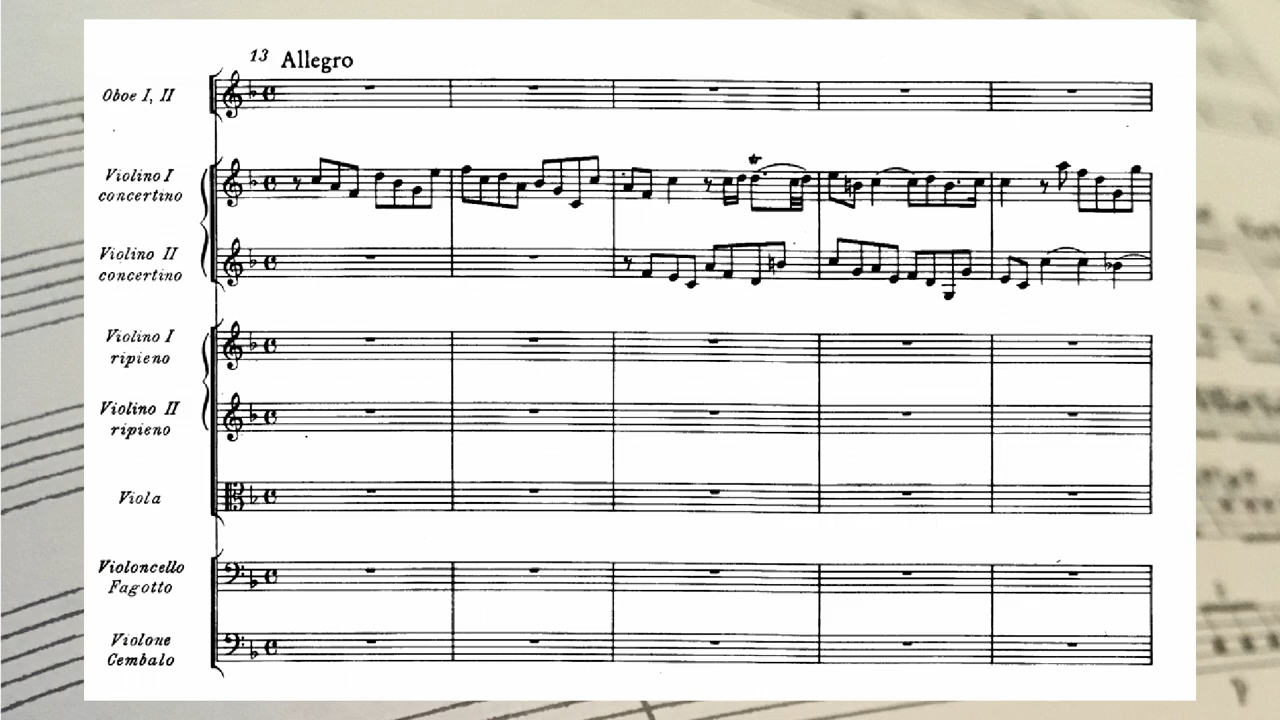 13 Allegro
Oboe I, II
Violino I
concertino
Violino II
concertino
Violino I
ripieno
Violino II
ripieno
Viola
Violoncello
Fagotto
Violone
Cembalo